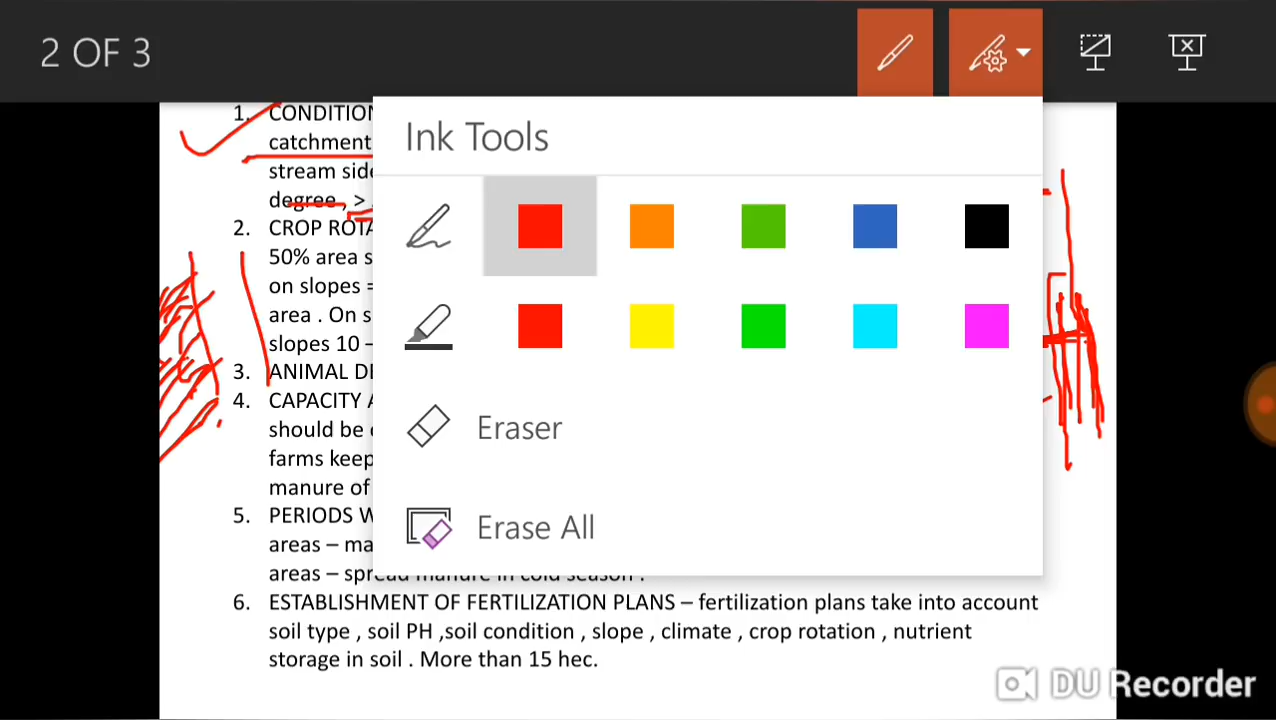 2 OF 3
1. CONDITION
catchment
stream side
degree , >
2. CROP ROTA
50% area s
on slopes =
area . On s
slopes 10 –
3. ANIMAL DE
4. CAPACITY A
should be
farms keep
manure of
5. PERIODS W
areas – ma
areas – spread manure in cold season .
6. ESTABLISHMENT OF FERTILIZATION PLANS – fertilization plans take into account
soil type , soil PH ,soil condition , slope , climate , crop rotation , nutrient
storage in soil . More than 15 hec.
Ink Tools
Eraser
Erase All
DU Recorder